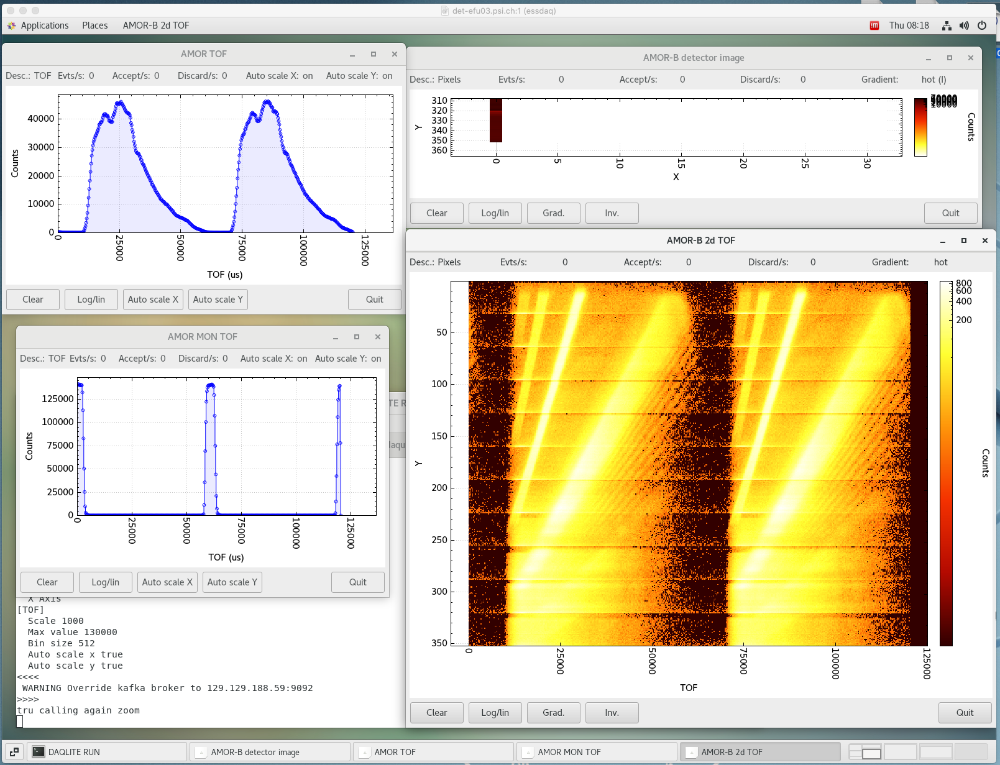 det-efu03.psi.ch:1 (essdaq)
Applications Places AMOR-B 2d TOF Thu 08:18
AMOR TOF
Desc.: TOF Evts/s: 0 Accept/s: 0 Discard/s: 0 Auto scale X: on Auto scale Y: on
40000
30000
20000
10000
0
Counts
0 25000 50000 75000 100000 125000
TOF (us)
Clear Log/lin Auto scale X Auto scale Y Quit
AMOR-B detector image
Desc.: Pixels Evts/s: 0 Accept/s: 0 Discard/s: 0 Gradient: hot (l)
310
320
330
340
350
360
Y
0 5 10 15 20 25 30
X
10000
Counts
Clear Log/lin Grad. Inv. Quit
AMOR MON TOF
Desc.: TOF Evts/s: 0 Accept/s: 0 Discard/s: 0 Auto scale X: on Auto scale Y: on
125000
100000
75000
50000
25000
0
Counts
0 25000 50000 75000 100000 125000
TOF (us)
Clear Log/lin Auto scale X Auto scale Y Quit
AMOR-B 2d TOF
Desc.: Pixels Evts/s: 0 Accept/s: 0 Discard/s: 0 Gradient: hot
50
100
150
200
250
300
350
Y
0 25000 50000 75000 100000 125000
TOF
800
600
400
200
Counts
Clear Log/lin Grad. Inv. Quit
X Axis
[TOF]
Scale 1000
Max value 130000
Bin size 512
Auto scale x true
Auto scale y true
<<<<
WARNING Override kafka broker to 129.129.188.59:9092
>>>>
tru calling again zoom
DAQLITE RUN AMOR-B detector image AMOR TOF AMOR MON TOF AMOR-B 2d TOF